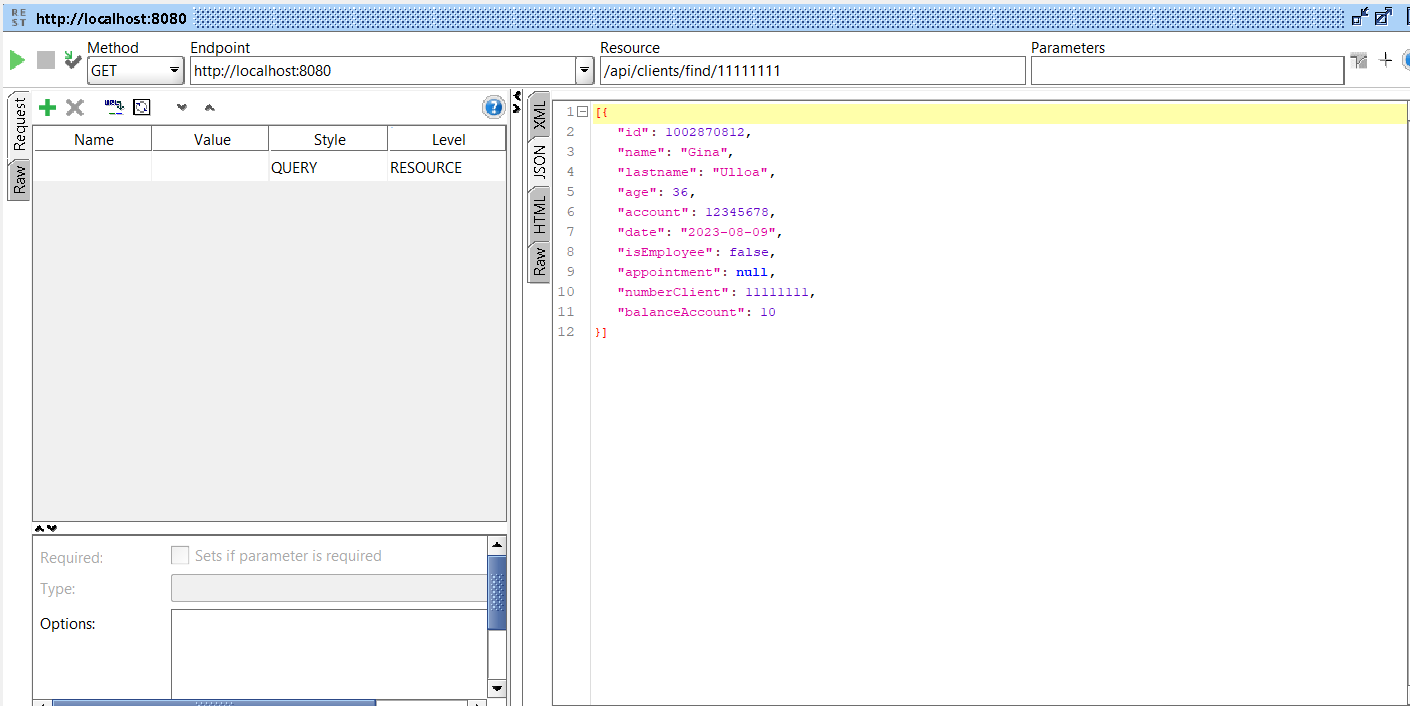 RE
ST
http://localhost:8080
Method
Endpoint
Resource
Parameters
GET
http://localhost:8080
/api/clients/find/11111111
Request
Raw
Name Value Style Level
QUERY RESOURCE
Required:
Sets if parameter is required
Type:
Options:
XML
JSON
HTML
Raw
1 [{
2 "id": 1002870812,
3 "name": "Gina",
4 "lastname": "Ulloa",
5 "age": 36,
6 "account": 12345678,
7 "date": "2023-08-09",
8 "isEmployee": false,
9 "appointment": null,
10 "numberClient": 11111111,
11 "balanceAccount": 10
12 }]